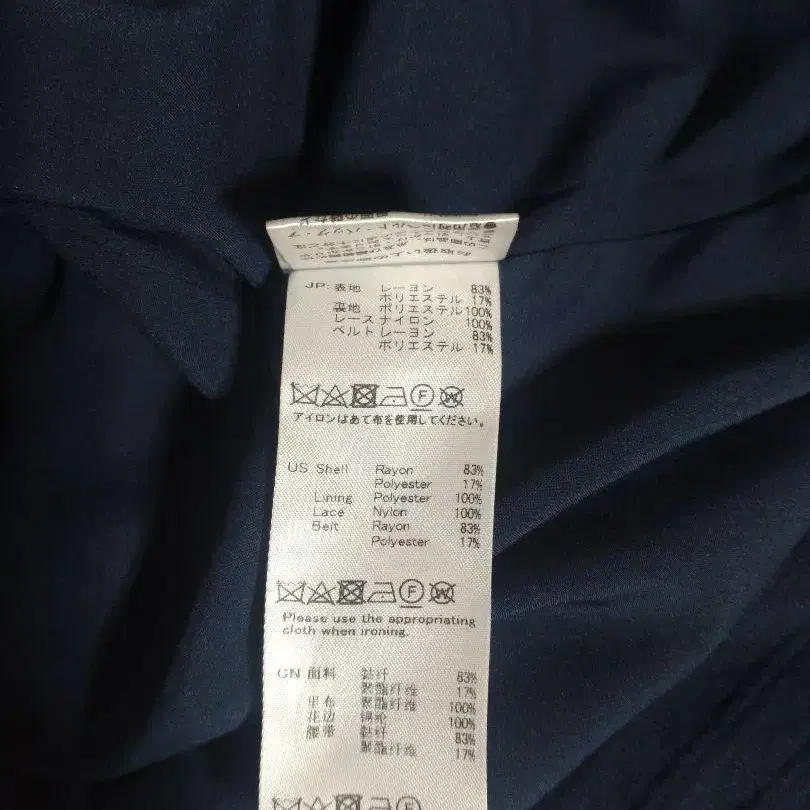 JP: 表地 レーヨン 83%
ポリエステル 17%
裏地 ポリエステル 100%
レース ナイロン 100%
ベルト レーヨン 83%
ポリエステル 17%
F W
アイロンはあて布を使用してください。
US Shell Rayon 83%
Polyester 17%
Lining Polyester 100%
Lace Nylon 100%
Belt Rayon 83%
Polyester 17%
F W
Please use the appropriating
cloth when ironing.
CN 面料 黏纤 83%
聚酯纤维 17%
里布 聚酯纤维 100%
花边 锦纶 100%
腰带 黏纤 83%
聚酯纤维 17%